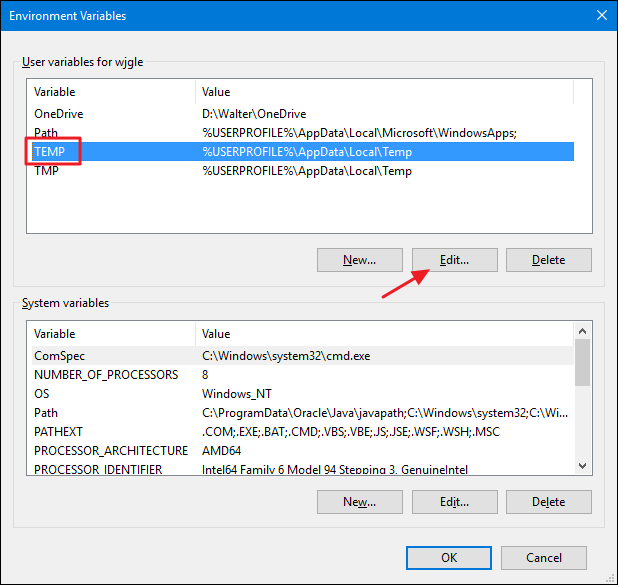 Environment Variables
User variables for wjgle
Variable Value
OneDrive D:\Walter\OneDrive
Path %USERPROFILE%\AppData\Local\Microsoft\WindowsApps;
TEMP %USERPROFILE%\AppData\Local\Temp
TMP %USERPROFILE%\AppData\Local\Temp
New... Edit... Delete
System variables
Variable Value
ComSpec C:\Windows\system32\cmd.exe
NUMBER_OF_PROCESSORS 8
OS Windows_NT
Path C:\ProgramData\Oracle\Java\javapath;C:\Windows\system32;C:\Wi...
PATHEXT .COM;.EXE;.BAT;.CMD;.VBS;.VBE;.JS;.JSE;.WSF;.WSH;.MSC
PROCESSOR_ARCHITECTURE AMD64
PROCESSOR_IDENTIFIER Intel64 Family 6 Model 94 Stepping 3, GenuineIntel
New... Edit... Delete
OK Cancel